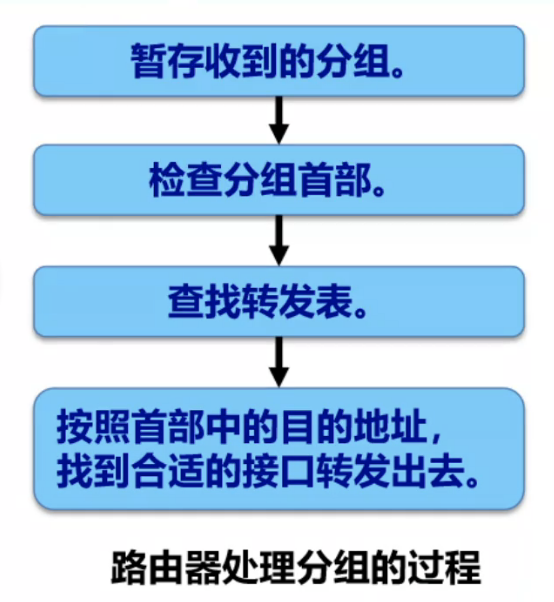 暂存收到的分组。
检查分组首部。
查找转发表。
按照首部中的目的地址，
找到合适的接口转发出去。
路由器处理分组的过程